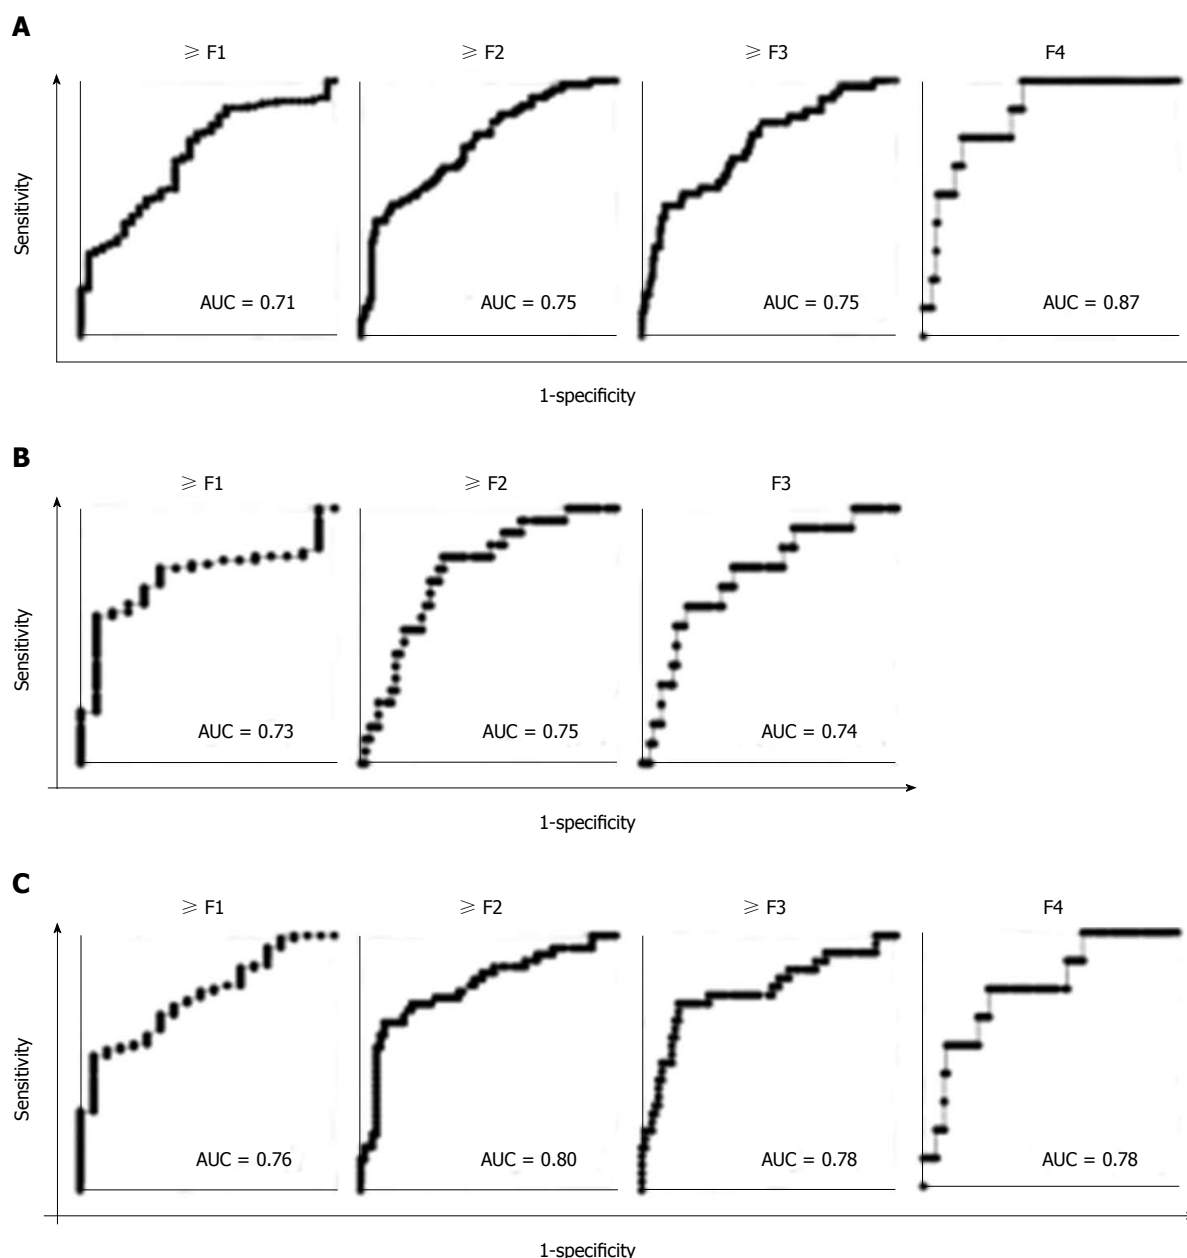 A
⩾ F1 ⩾ F2 ⩾ F3 F4
Sensitivity
AUC = 0.71 AUC = 0.75 AUC = 0.75 AUC = 0.87
1-specificity
B
⩾ F1 ⩾ F2 F3
Sensitivity
AUC = 0.73 AUC = 0.75 AUC = 0.74
1-specificity
C
⩾ F1 ⩾ F2 ⩾ F3 F4
Sensitivity
AUC = 0.76 AUC = 0.80 AUC = 0.78 AUC = 0.78
1-specificity